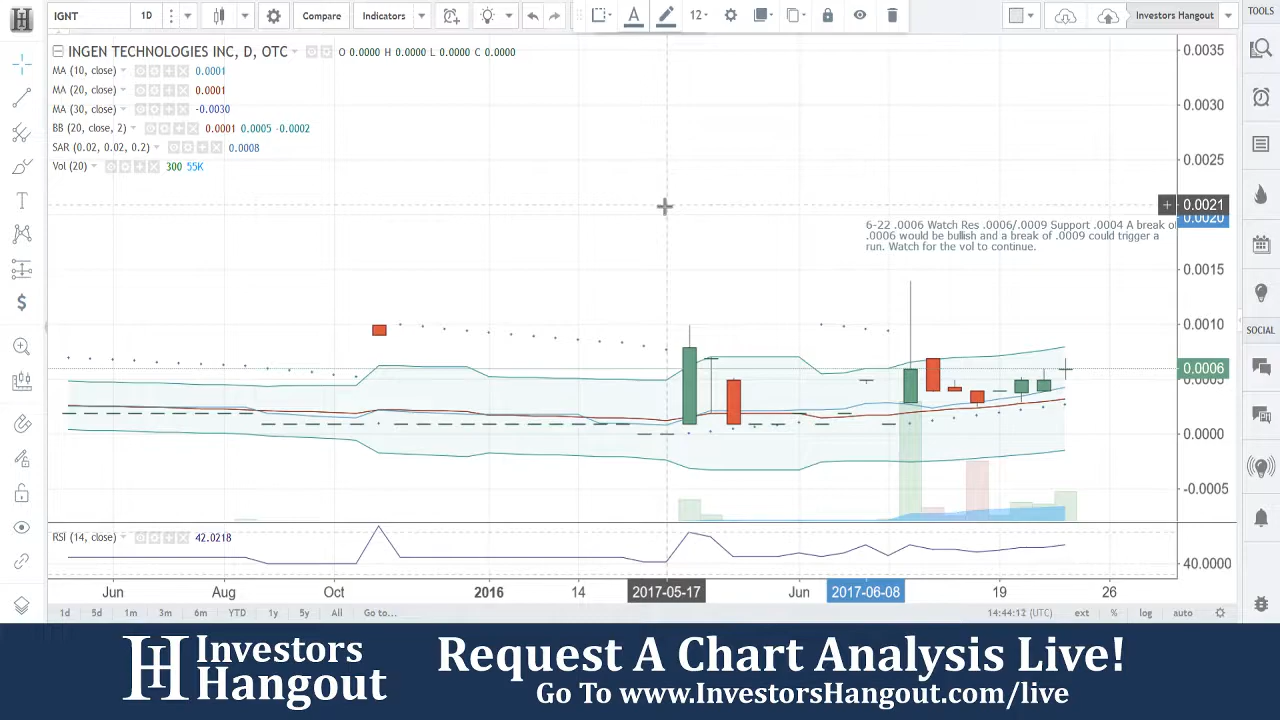 IGNT 1D Compare Indicators 12 Investors Hangout TOOLS
INGEN TECHNOLOGIES INC, D, OTC O 0.0000 H 0.0000 L 0.0000 C 0.0000
MA (10, close) 0.0001
MA (20, close) 0.0001
MA (30, close) -0.0030
BB (20, close, 2) 0.0001 0.0005 -0.0002
SAR (0.02, 0.02, 0.2) 0.0008
Vol (20) 300 55K
0.0035
0.0030
0.0025
0.0021
0.0020
6-22 .0006 Watch Res .0006/.0009 Support .0004 A break of
.0006 would be bullish and a break of .0009 could trigger a
run. Watch for the vol to continue.
0.0015
0.0010
SOCIAL
0.0006
0.0005
0.0000
-0.0005
RSI (14, close) 42.0218
40.0000
Jun Aug Oct 2016 14 2017-05-17 Jun 2017-06-08 19 26
1d 5d 1m 3m 6m YTD 1y 5y All Go to... 14:44:12 (UTC) ext % log auto
Investors
Hangout
Request A Chart Analysis Live!
Go To www.InvestorsHangout.com/live